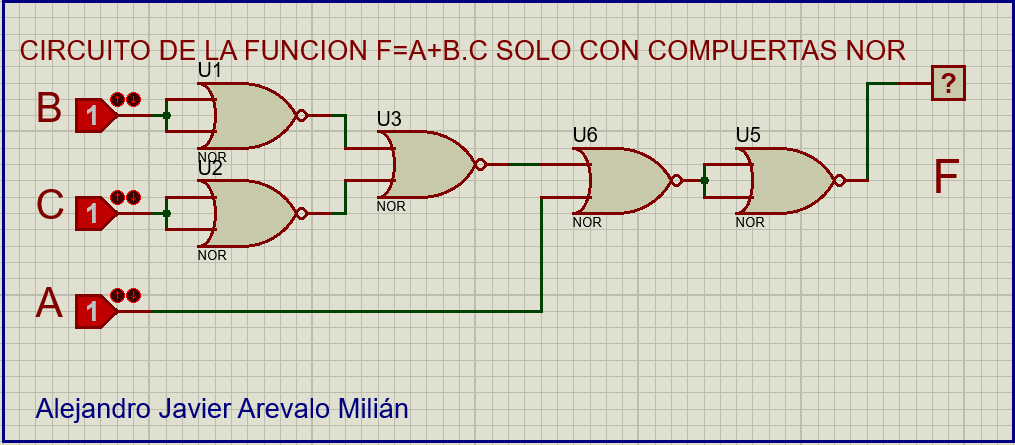 CIRCUITO DE LA FUNCION F=A+B.C SOLO CON COMPUERTAS NOR
U1
B
1
NOR
U2
C
1
NOR
U3
NOR
U6
NOR
U5
NOR
?
F
A
1
Alejandro Javier Arevalo Milián